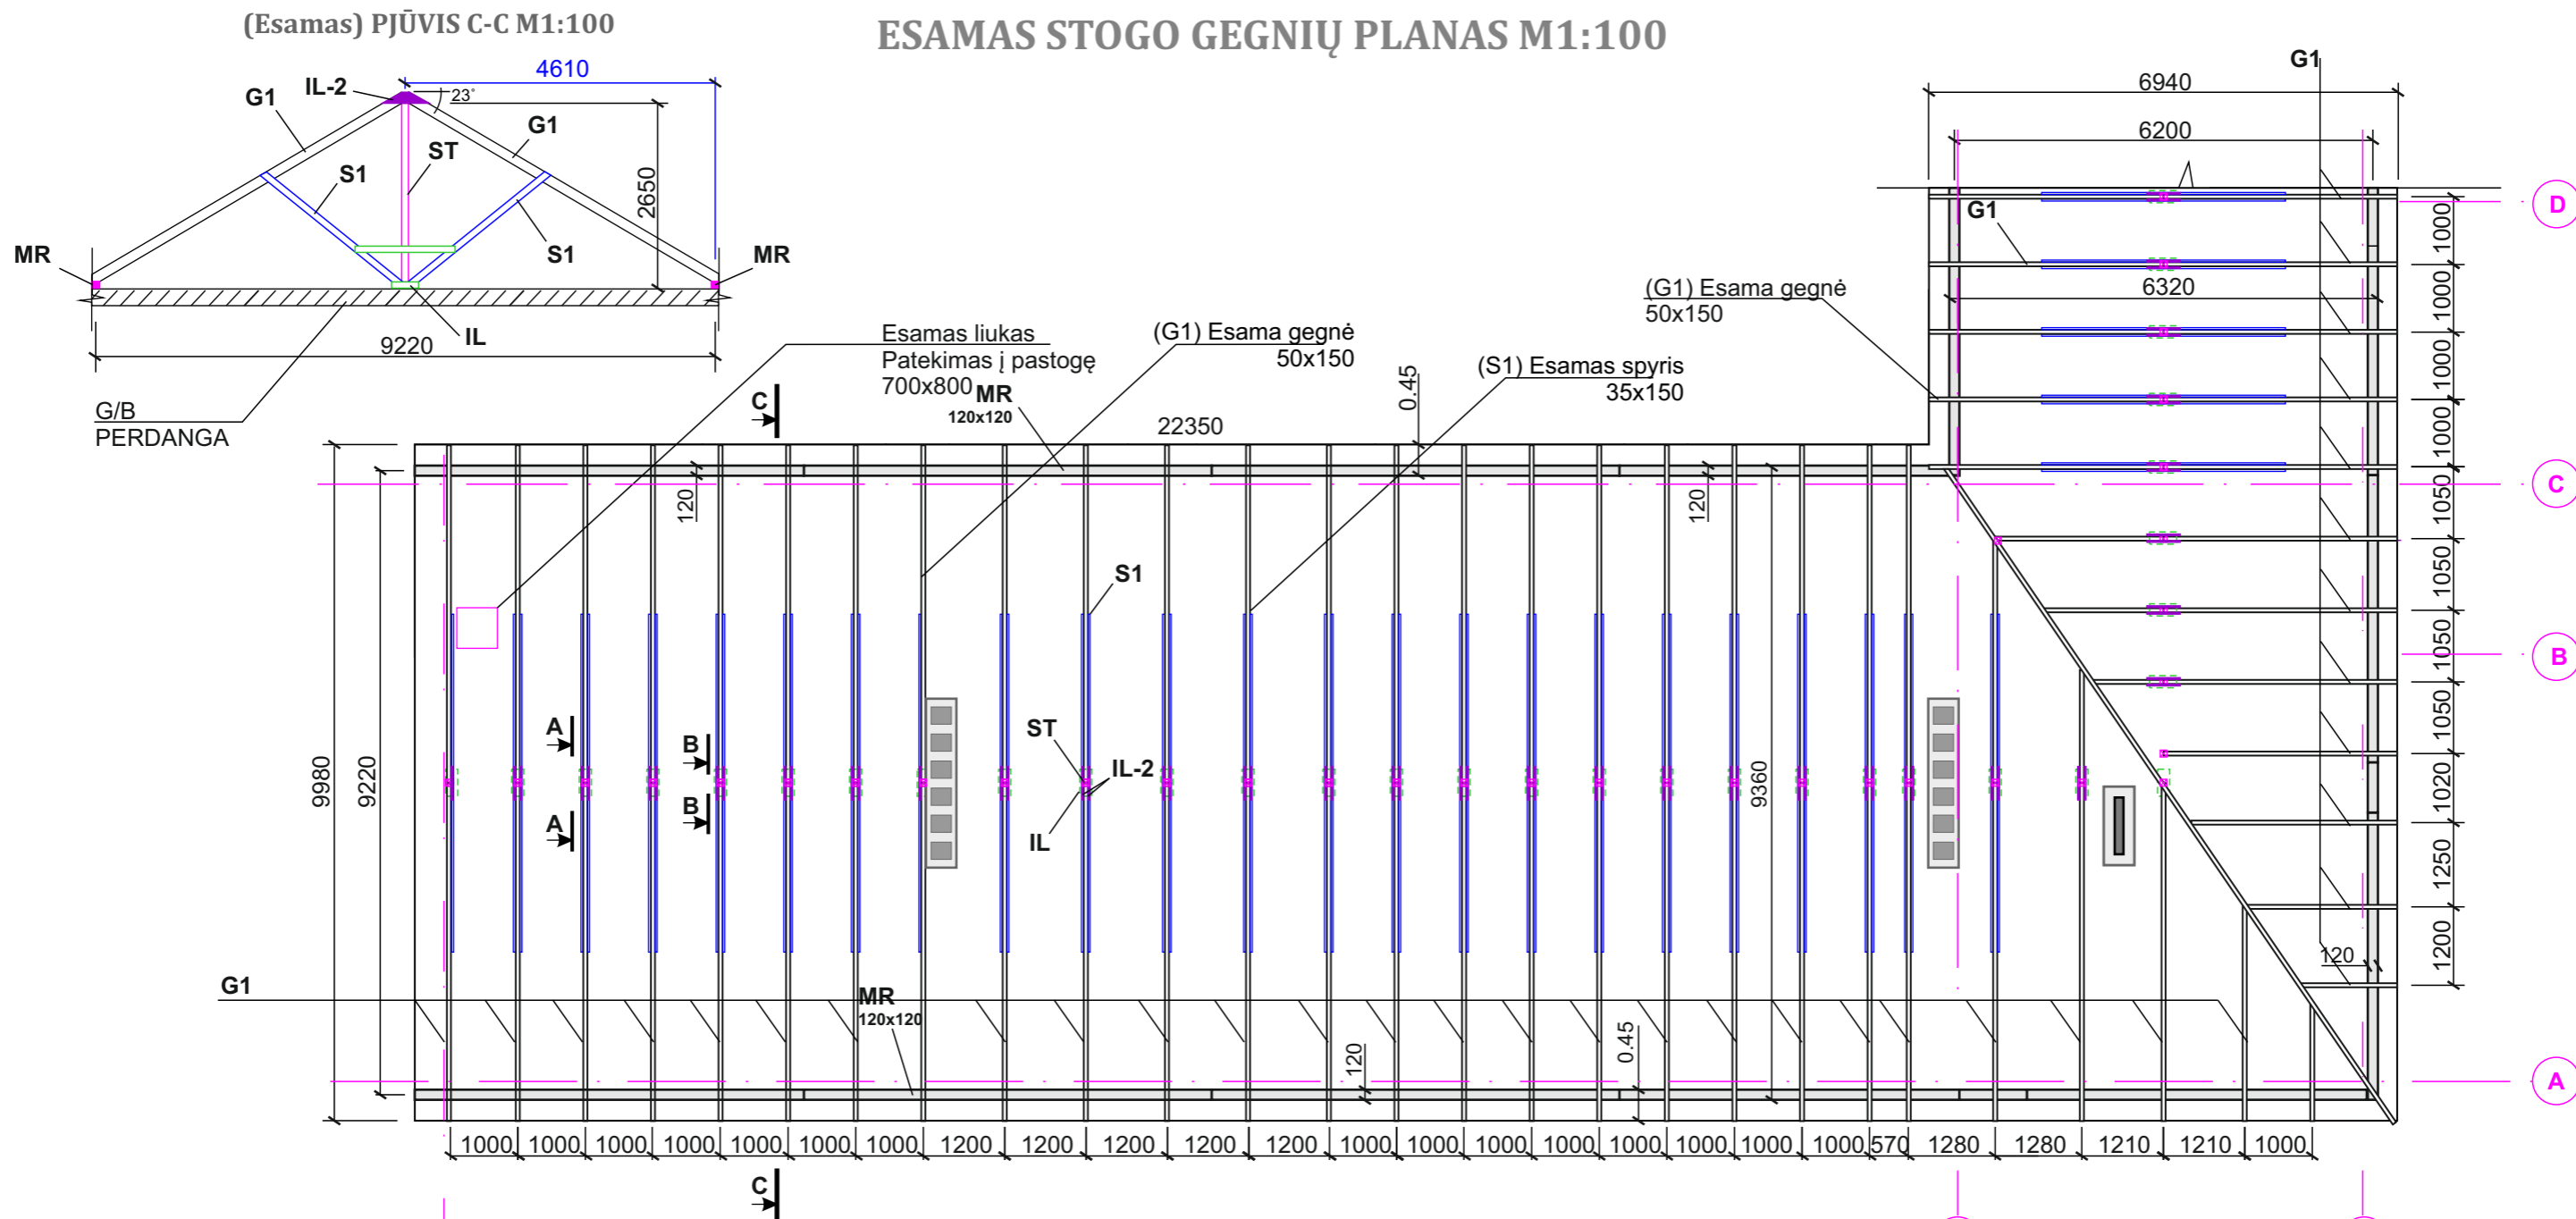 (Esamas) PJŪVIS C-C M1:100
ESAMAS STOGO GEGNIŲ PLANAS M1:100
4610
IL-2
23°
G1
G1
ST
S1
S1
2650
MR
MR
IL
9220
G/B
PERDANGA
Esamas liukas
Patekimas į pastogę
700x800
MR
120x120
(G1) Esama gegnė
50x150
(S1) Esamas spyris
35x150
(G1) Esama gegnė
50x150
G1
6940
6200
G1
6320
D
C
B
A
1000
1000
1000
1000
1050
1050
1050
1050
1020
1250
1200
120
C
22350
0.45
120
120
9980
9220
9360
S1
A
B
ST
IL-2
A
B
IL
G1
MR
120x120
120
0.45
1000
1000
1000
1000
1000
1000
1000
1200
1200
1200
1200
1200
1000
1000
1000
1000
1000
1000
1000
1000
570
1280
1280
1210
1210
1000
C